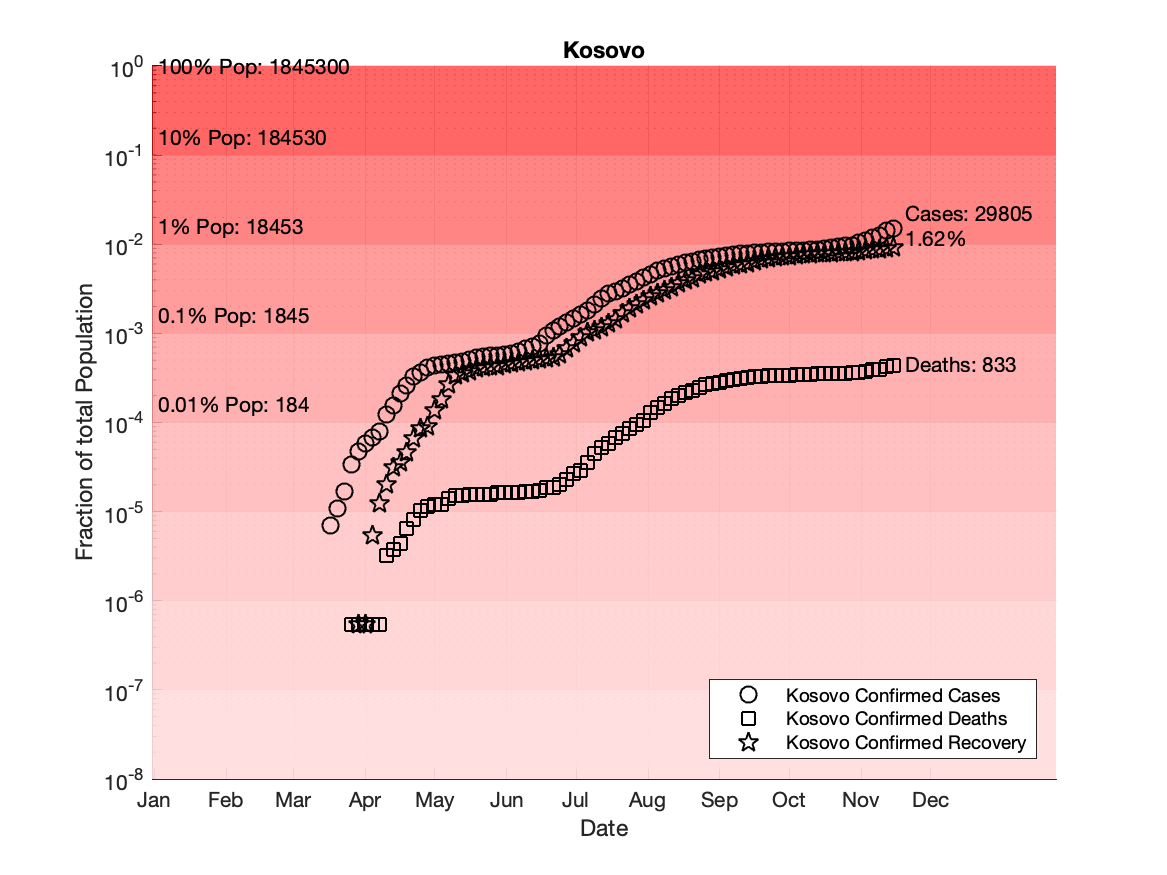 Kosovo
10^0
100% Pop: 1845300
10% Pop: 184530
10^-1
1% Pop: 18453
Cases: 29805
10^-2
1.62%
0.1% Pop: 1845
10^-3
Deaths: 833
0.01% Pop: 184
10^-4
10^-5
10^-6
10^-7
10^-8
Fraction of total Population
Kosovo Confirmed Cases
Kosovo Confirmed Deaths
Kosovo Confirmed Recovery
Jan Feb Mar Apr May Jun Jul Aug Sep Oct Nov Dec
Date